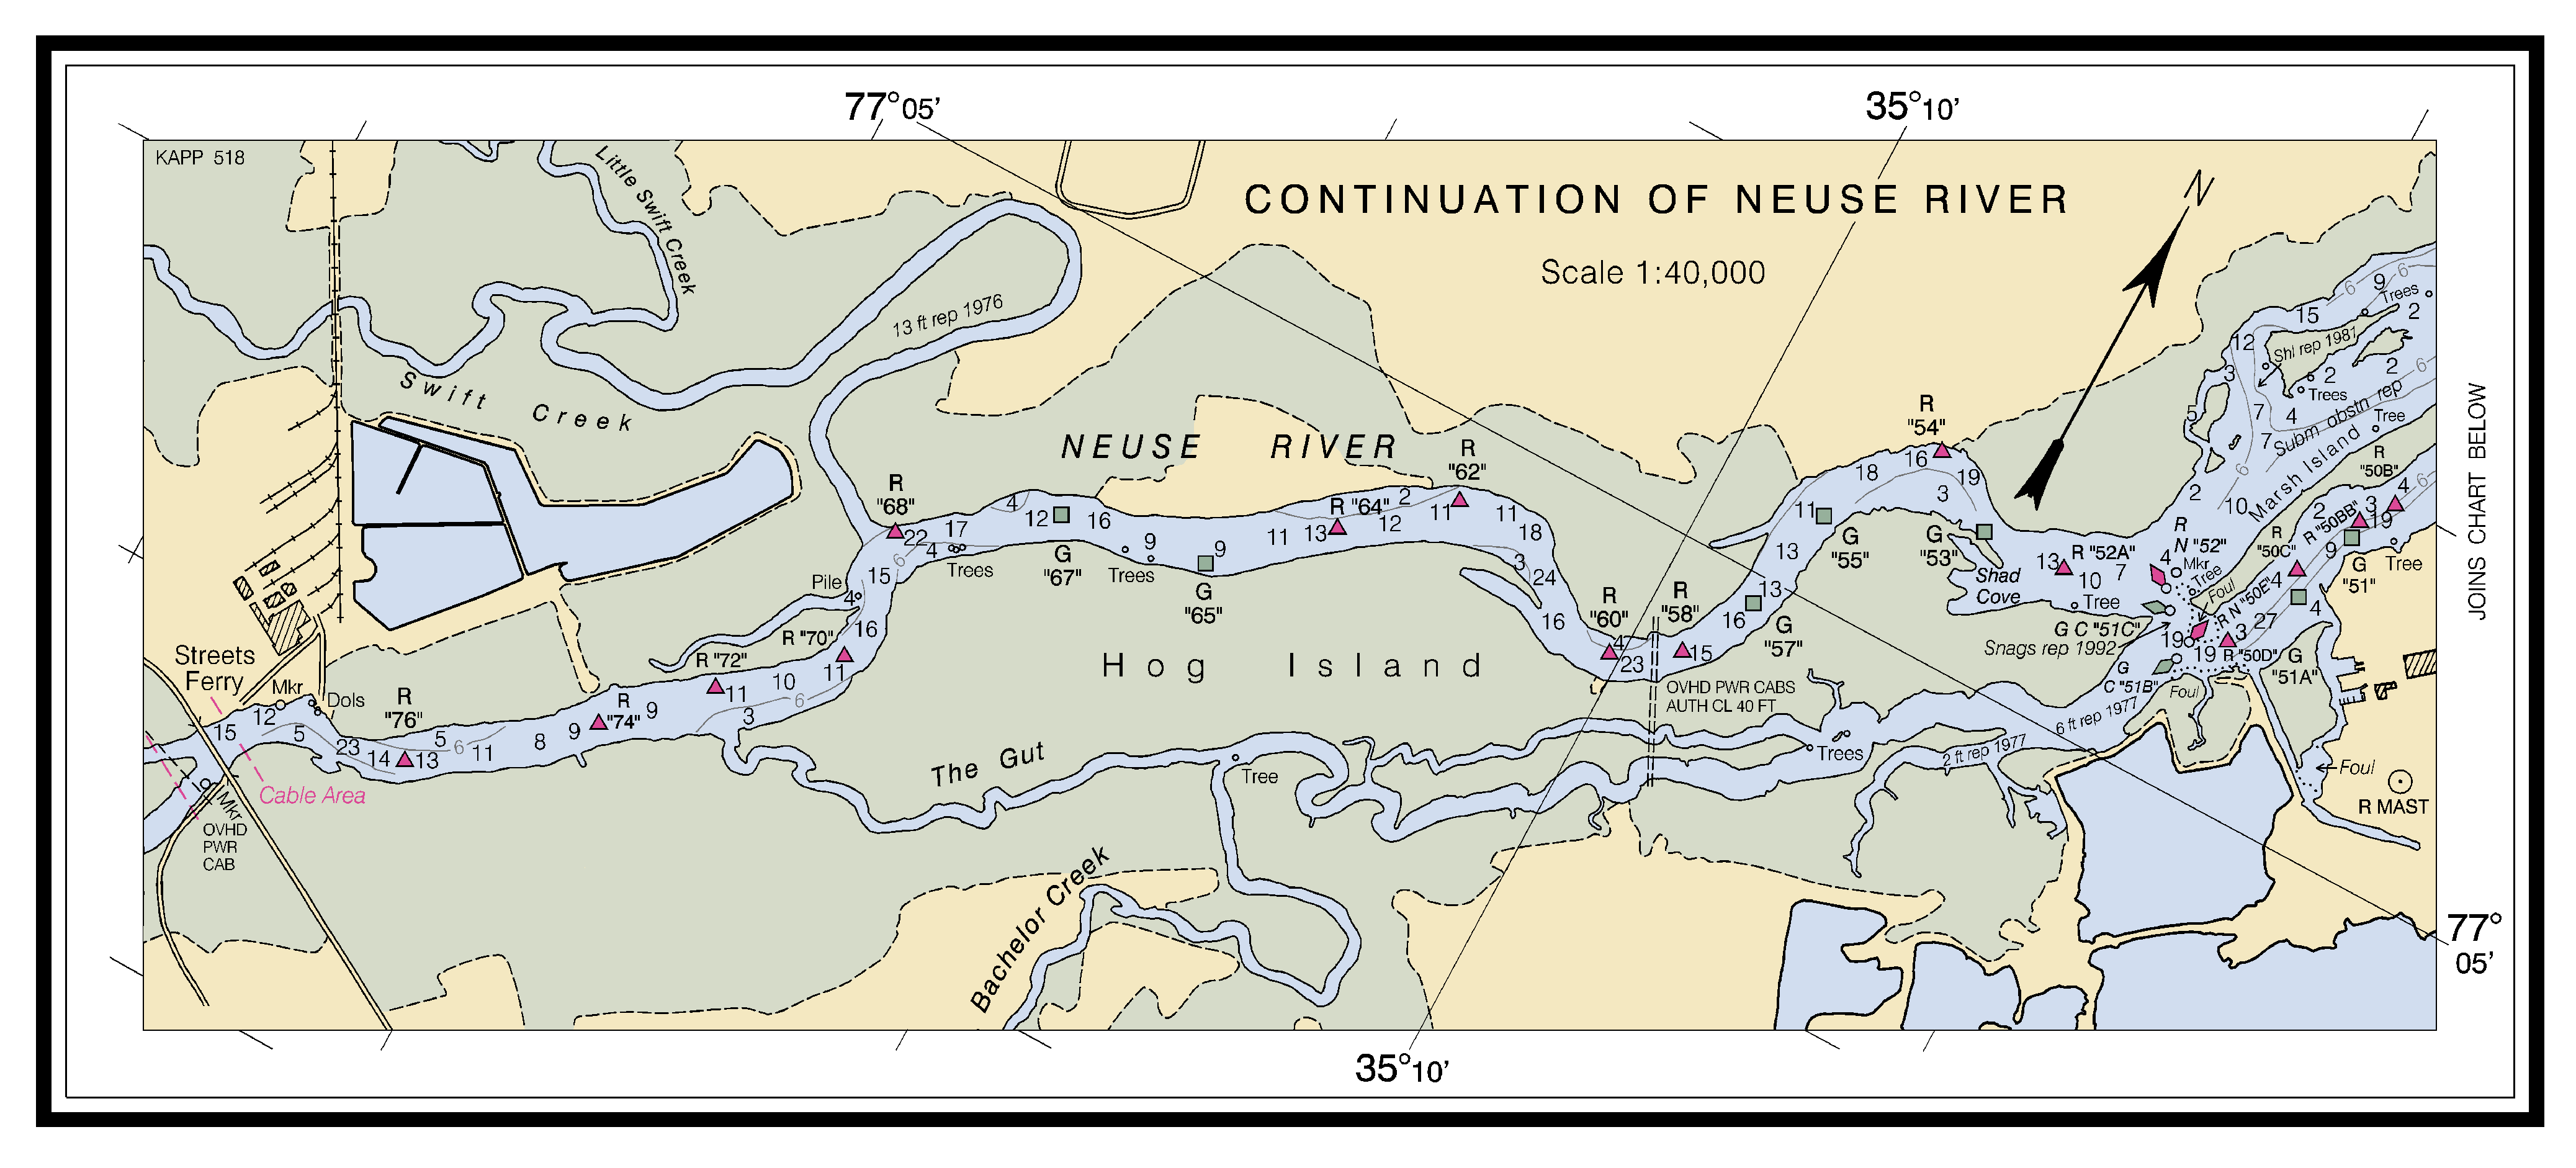 77°05'
35°10'
KAPP 518
Little Swift Creek
CONTINUATION OF NEUSE RIVER
Scale 1:40,000
N
13 ft rep 1976
Swift Creek
NEUSE RIVER
JOINS CHART BELOW
9
6
6
Trees
2
15
12
Shl rep 1981
3
2
2
6
Trees
5
7
4
Subm obstn rep
Tree
7
6
Marsh Island
2
10
R
"54"
18
16
19
3
R
"62"
R
"50B"
4
6
3
2
19
R "50BB"
R
"68"
22
17
4
12
16
4
6
Trees
G
"67"
9
Trees
9
G
"65"
11
13
R "64"
2
12
11
11
18
3
24
16
11
G
"55"
13
13
16
G
"57"
G
"53"
Shad
Cove
13
R "52A"
10
7
Tree
R
N "52"
4
Mkr
Tree
Foul
R
"50C"
9
G
"51"
Tree
4
R N "50E"
4
27
3
G C "51C"
Snags rep 1992
19
19
R "50D"
G
"51A"
G
C "51B"
Foul
Pile
4
15
16
R "70"
11
R "72"
11
10
6
3
R
"74"
9
9
8
11
6
5
R
"76"
13
14
23
5
12
15
Streets
Ferry
Mkr
Dols
Cable Area
Mkr
OVHD
PWR
CAB
R
"60"
4
23
R
"58"
15
OVHD PWR CABS
AUTH CL 40 FT
Hog Island
The Gut
Tree
Trees
2 ft rep 1977
6 ft rep 1977
Foul
R MAST
Bachelor Creek
77°
05'
35°10'